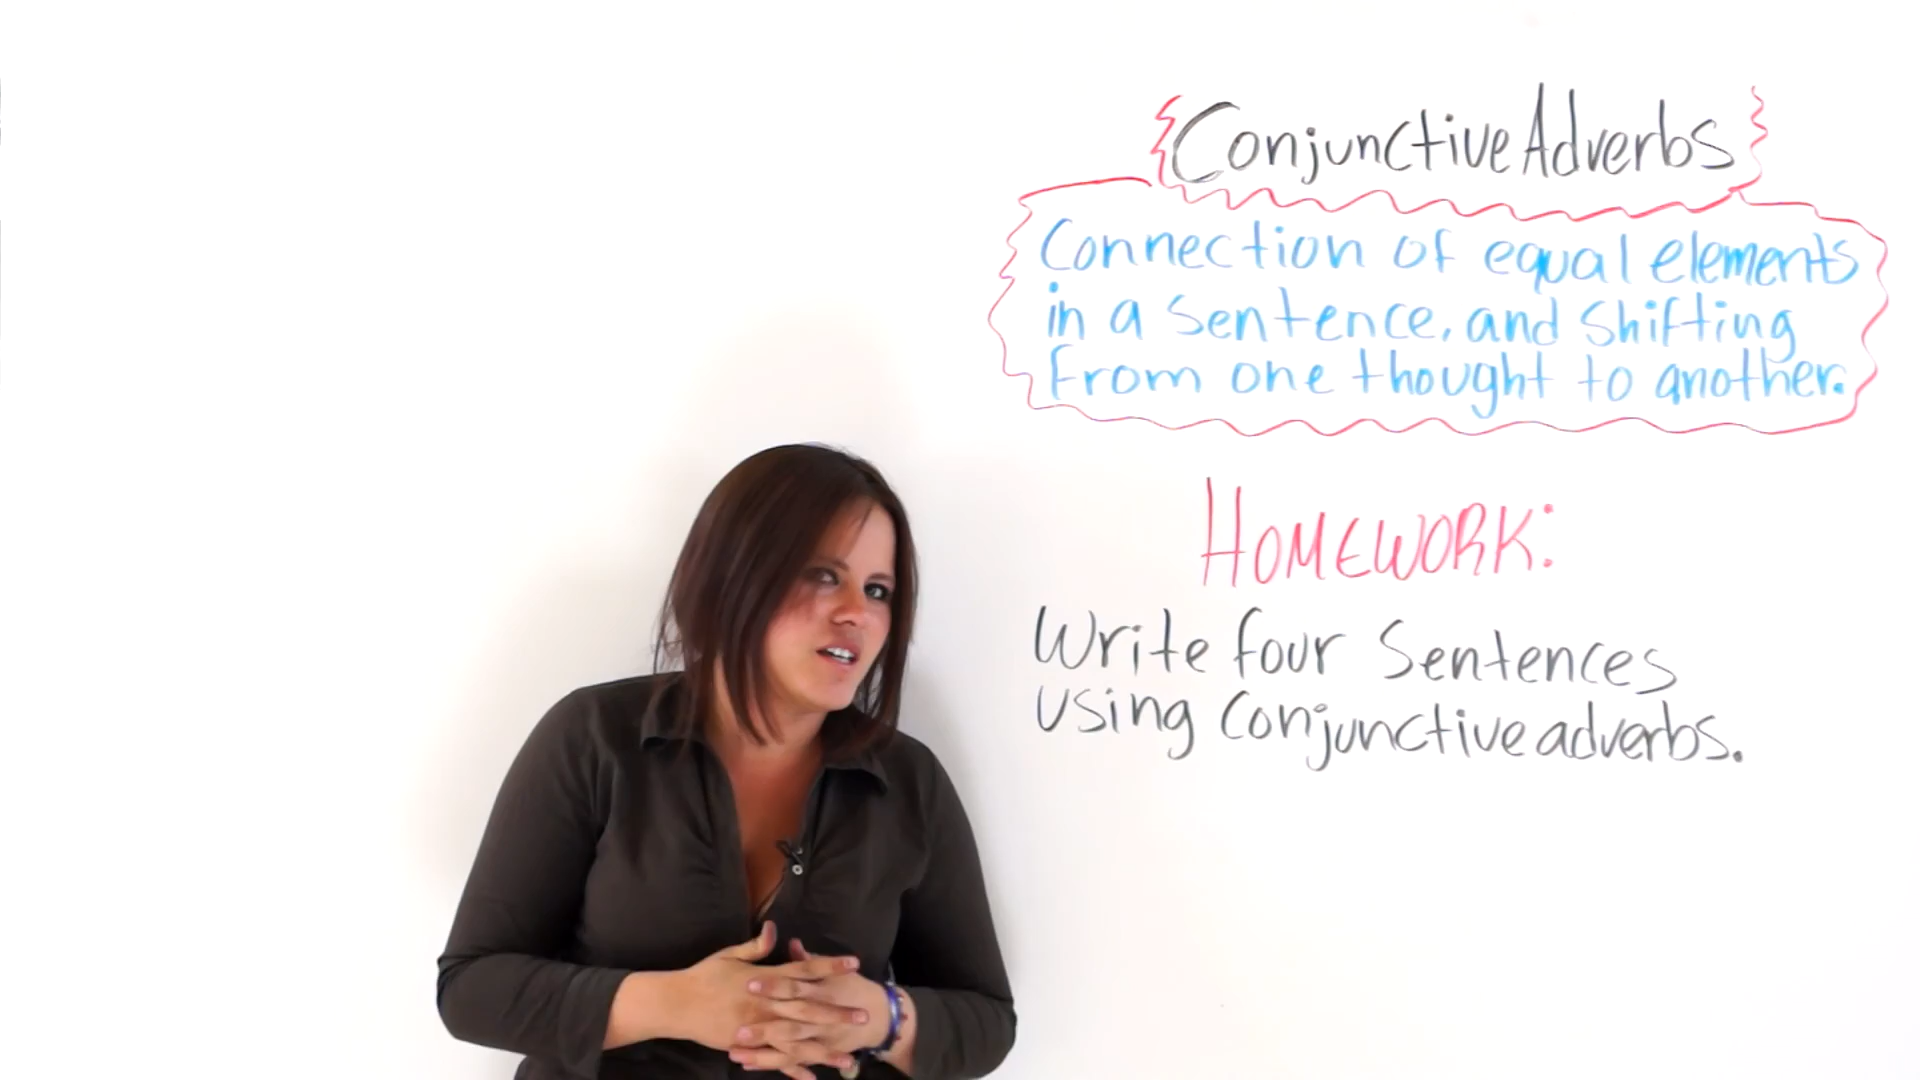 Conjunctive Adverbs
Connection of equal elements
in a sentence, and shifting
from one thought to another.
HOMEWORK:
Write four sentences
using conjunctive adverbs.